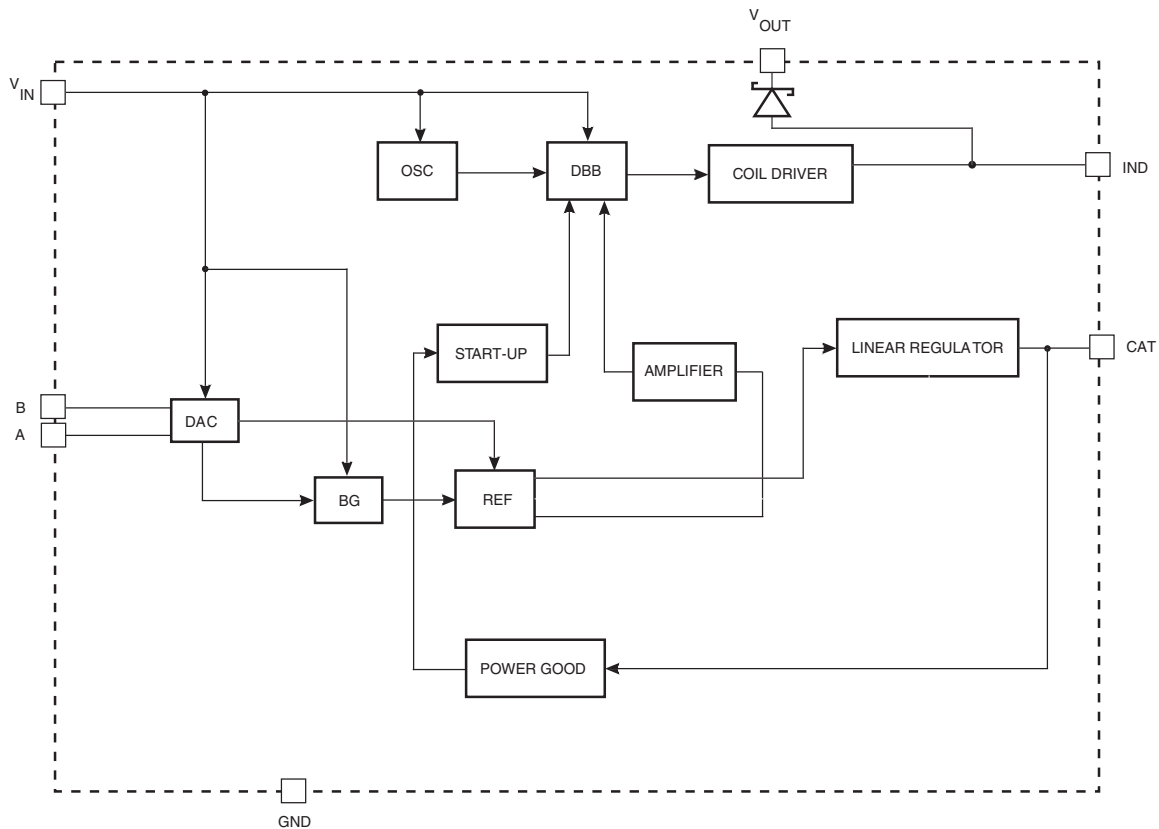 VOUT
VIN
OSC
DBB
COIL DRIVER
IND
START-UP
AMPLIFIER
LINEAR REGULATOR
CAT
B
A
DAC
BG
REF
POWER GOOD
GND